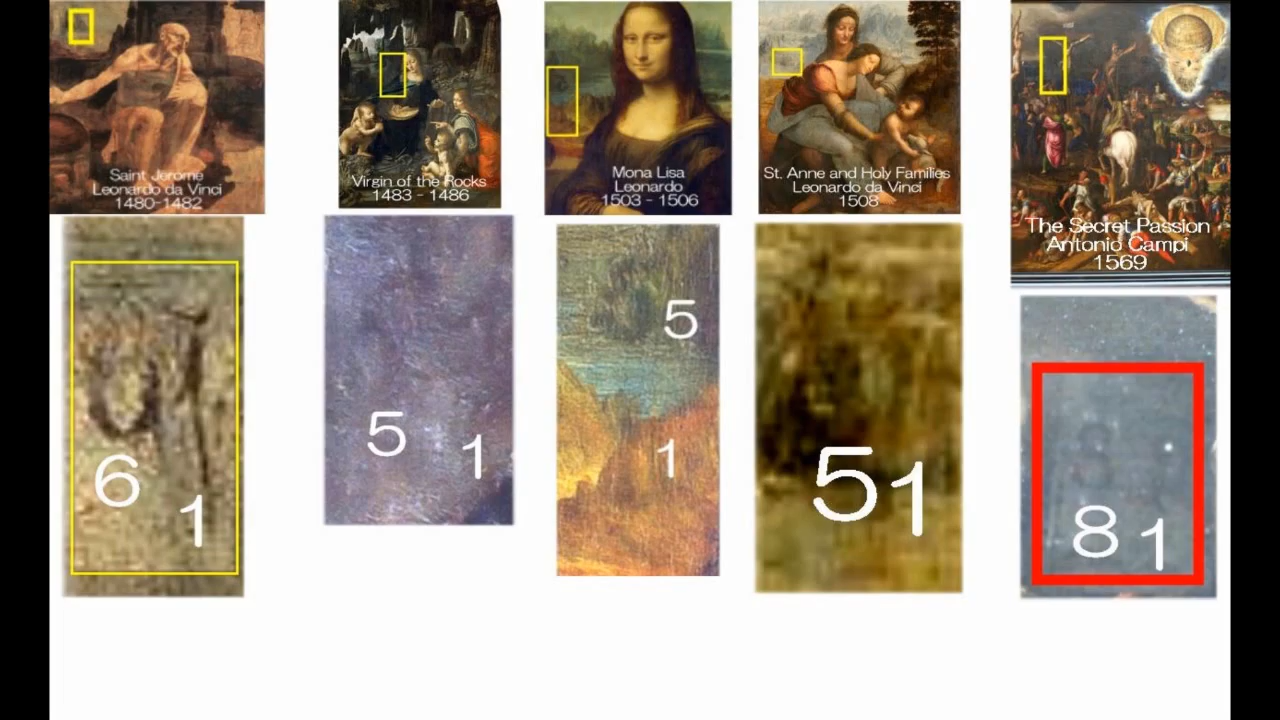 Saint Jerome
Leonardo da Vinci
1480-1482
Virgin of the Rocks
1483 - 1486
Mona Lisa
Leonardo
1503 - 1506
St. Anne and Holy Families
Leonardo da Vinci
1508
The Secret Passion
Antonio Campi
1569
6 1
5 1
5
1
51
8 1